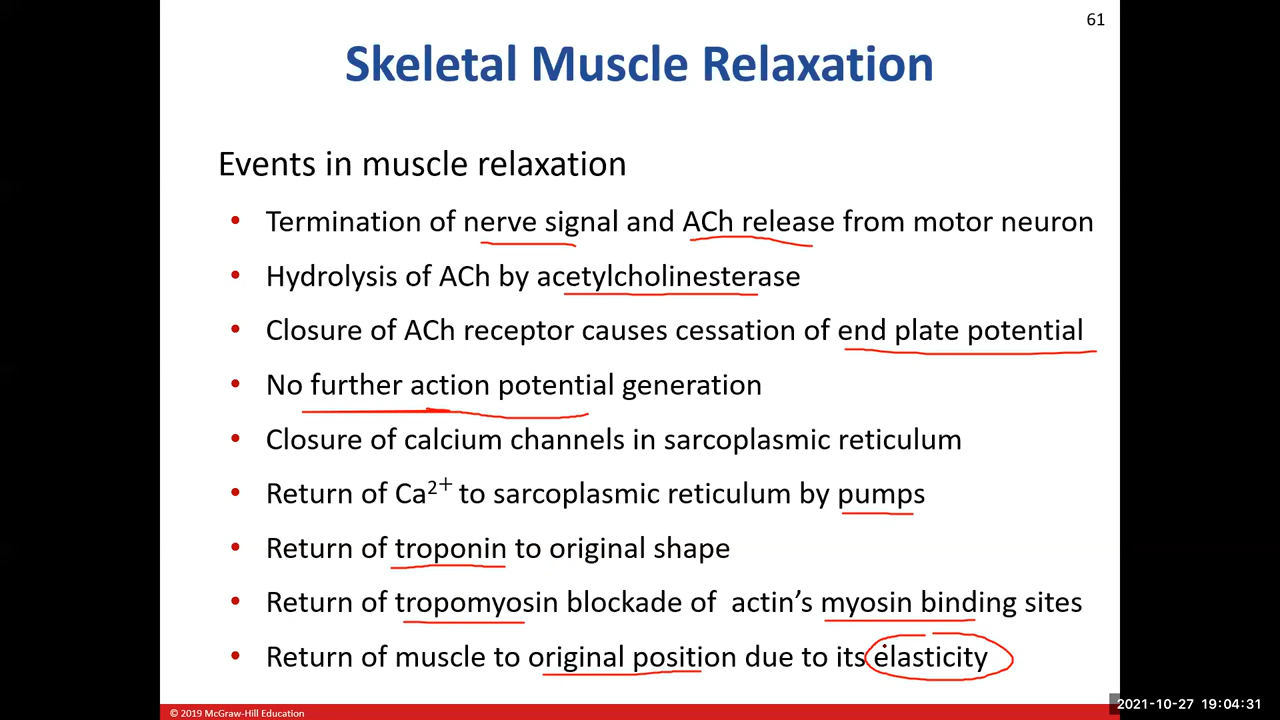 61
Skeletal Muscle Relaxation
Events in muscle relaxation
• Termination of nerve signal and ACh release from motor neuron
• Hydrolysis of ACh by acetylcholinesterase
• Closure of ACh receptor causes cessation of end plate potential
• No further action potential generation
• Closure of calcium channels in sarcoplasmic reticulum
• Return of Ca²⁺ to sarcoplasmic reticulum by pumps
• Return of troponin to original shape
• Return of tropomyosin blockade of actin’s myosin binding sites
• Return of muscle to original position due to its elasticity
© 2019 McGraw-Hill Education
2021-10-27 19:04:31